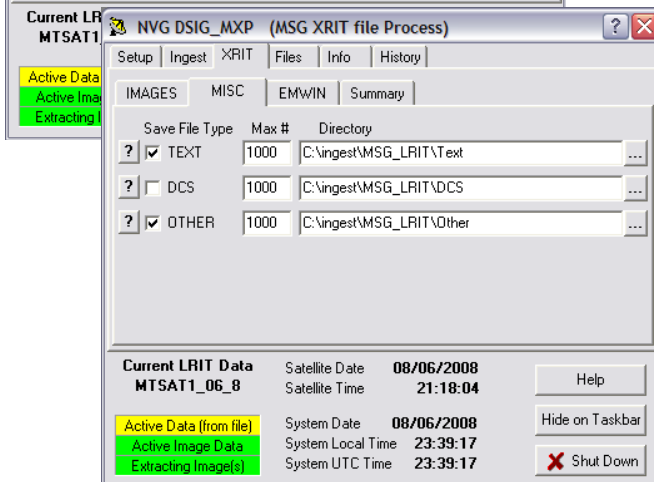 Current LR
MTSAT1_
Active Data
Active Imag
Extracting I
NVG DSIG_MXP (MSG XRIT file Process)
?
Setup Ingest XRIT Files Info History
IMAGES MISC EMWIN Summary
Save File Type Max # Directory
? TEXT 1000 C:\ingest\MSG_LRIT\Text ...
? DCS 1000 C:\ingest\MSG_LRIT\DCS ...
? OTHER 1000 C:\ingest\MSG_LRIT\Other ...
Current LRIT Data
MTSAT1_06_8
Active Data (from file)
Active Image Data
Extracting Image(s)
Satellite Date 08/06/2008
Satellite Time 21:18:04
System Date 08/06/2008
System Local Time 23:39:17
System UTC Time 23:39:17
Help
Hide on Taskbar
Shut Down